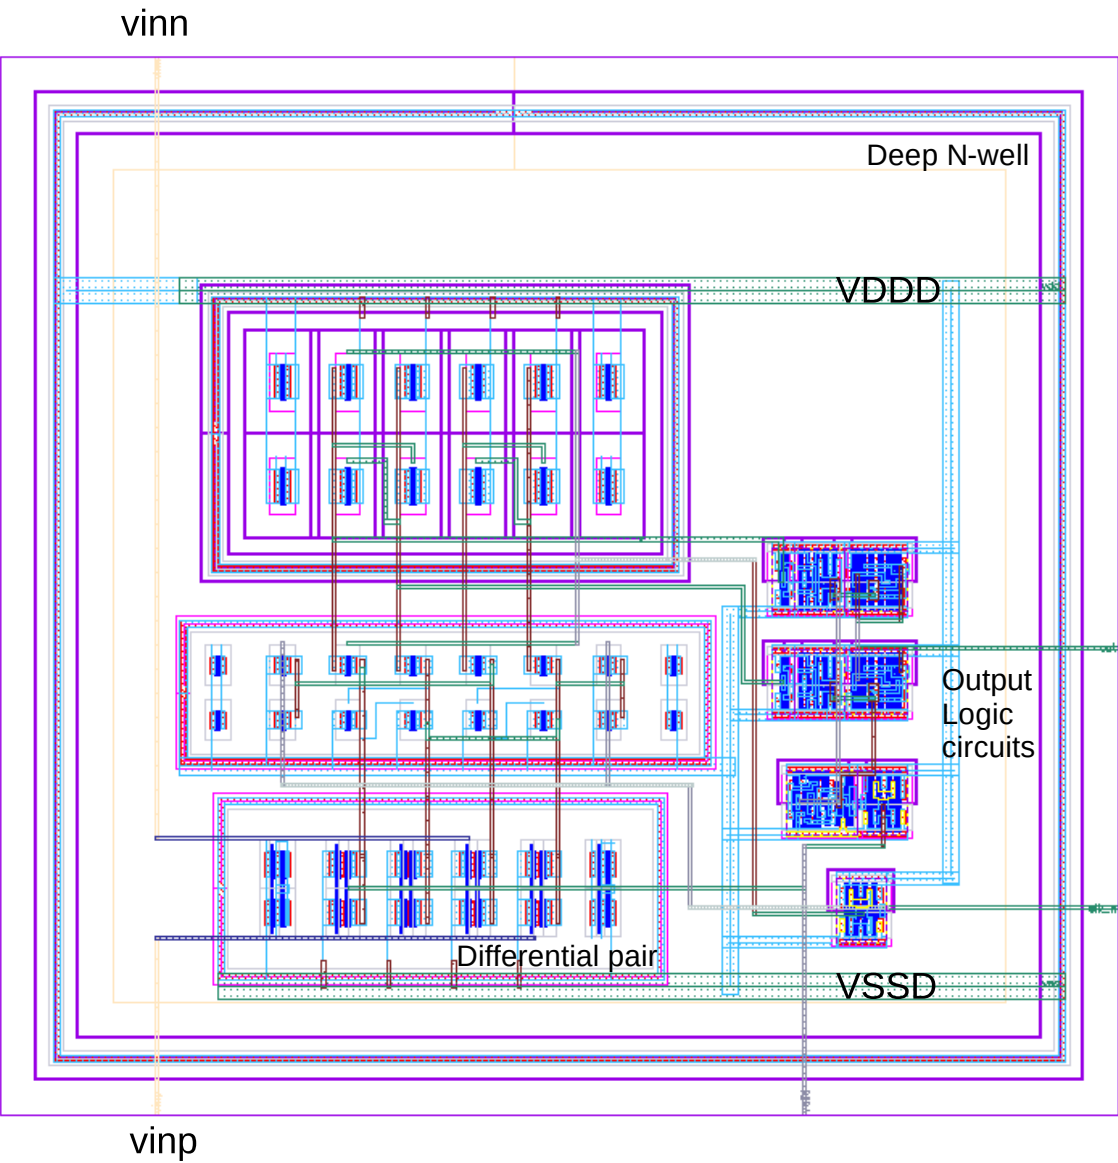 vinn
Deep N-well
VDDD
Output
Logic
circuits
Differential pair
VSSD
vinp